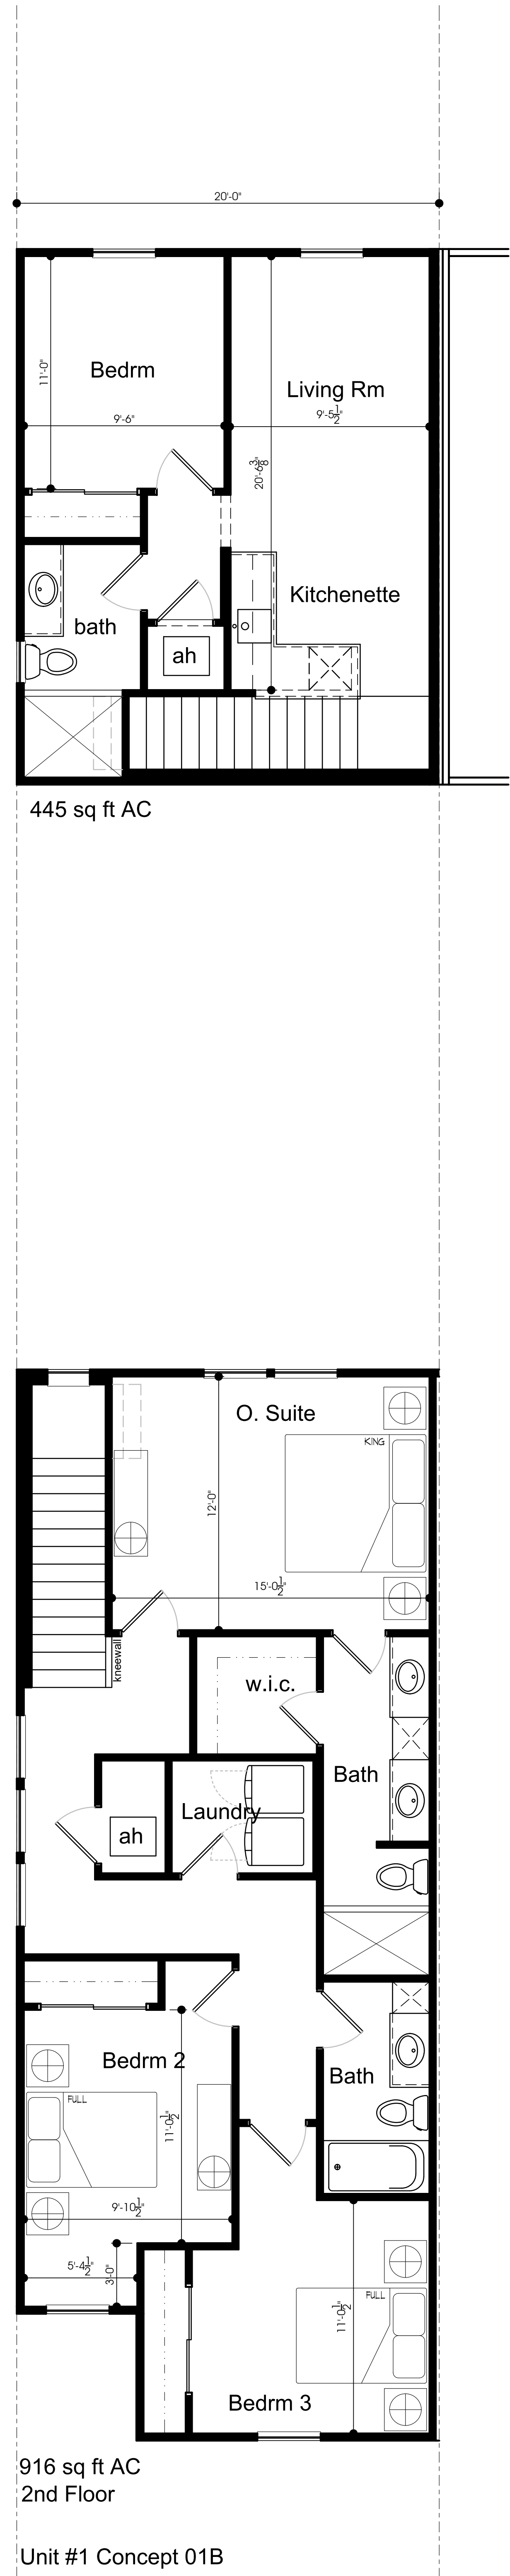 20'-0"
Bedrm
11'-0"
Living Rm
9'-6"
9'-5 1/2"
20'-6 3/8"
Kitchenette
bath
ah
445 sq ft AC
O. Suite
KING
12'-0"
15'-0 1/2"
kneewall
w.i.c.
Bath
Laundry
ah
Bedrm 2
Bath
FULL
11'-0 1/2"
9'-10 1/2"
5'-4 1/2"
3'-0"
FULL
11'-0 1/2"
Bedrm 3
916 sq ft AC
2nd Floor
Unit #1 Concept 01B